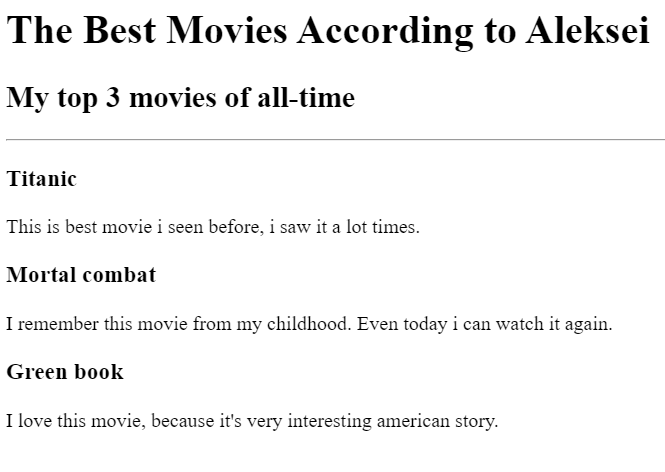 The Best Movies According to Aleksei
My top 3 movies of all-time
Titanic
This is best movie i seen before, i saw it a lot times.
Mortal combat
I remember this movie from my childhood. Even today i can watch it again.
Green book
I love this movie, because it's very interesting american story.